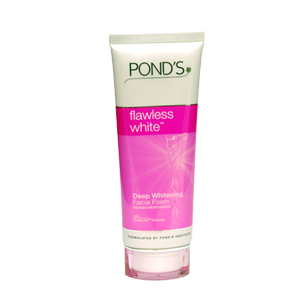 POND'S
flawless
white™
Deep Whitening
Facial Foam
FORMULATED BY POND'S INSTITUTE